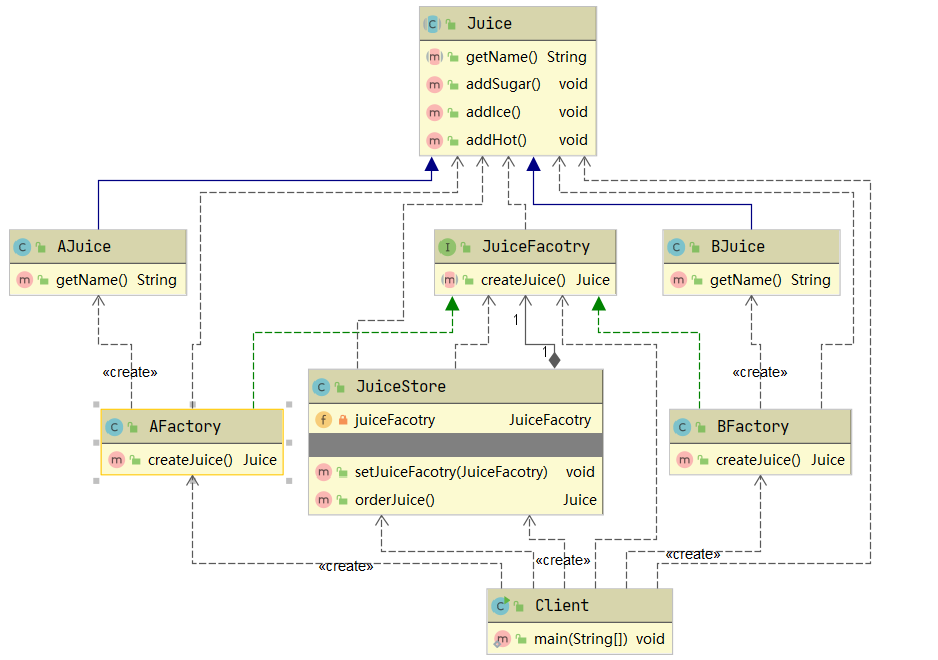 Juice
getName() String
addSugar() void
addIce() void
addHot() void
AJuice
getName() String
JuiceFacotry
createJuice() Juice
BJuice
getName() String
1
1
«create»
«create»
JuiceStore
juiceFacotry JuiceFacotry
setJuiceFacotry(JuiceFacotry) void
orderJuice() Juice
AFactory
createJuice() Juice
BFactory
createJuice() Juice
«create»
«create»
«create»
Client
main(String[]) void